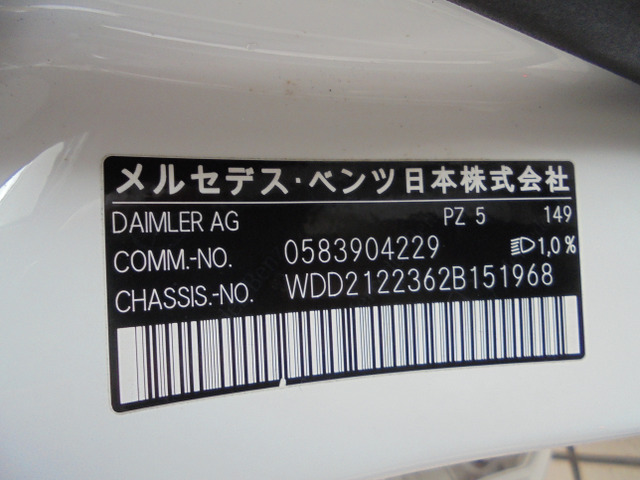 メルセデス・ベンツ日本株式会社
DAIMLER AG PZ 5 149
COMM.-NO. 0583904229 1,0%
CHASSIS.-NO. WDD2122362B151968